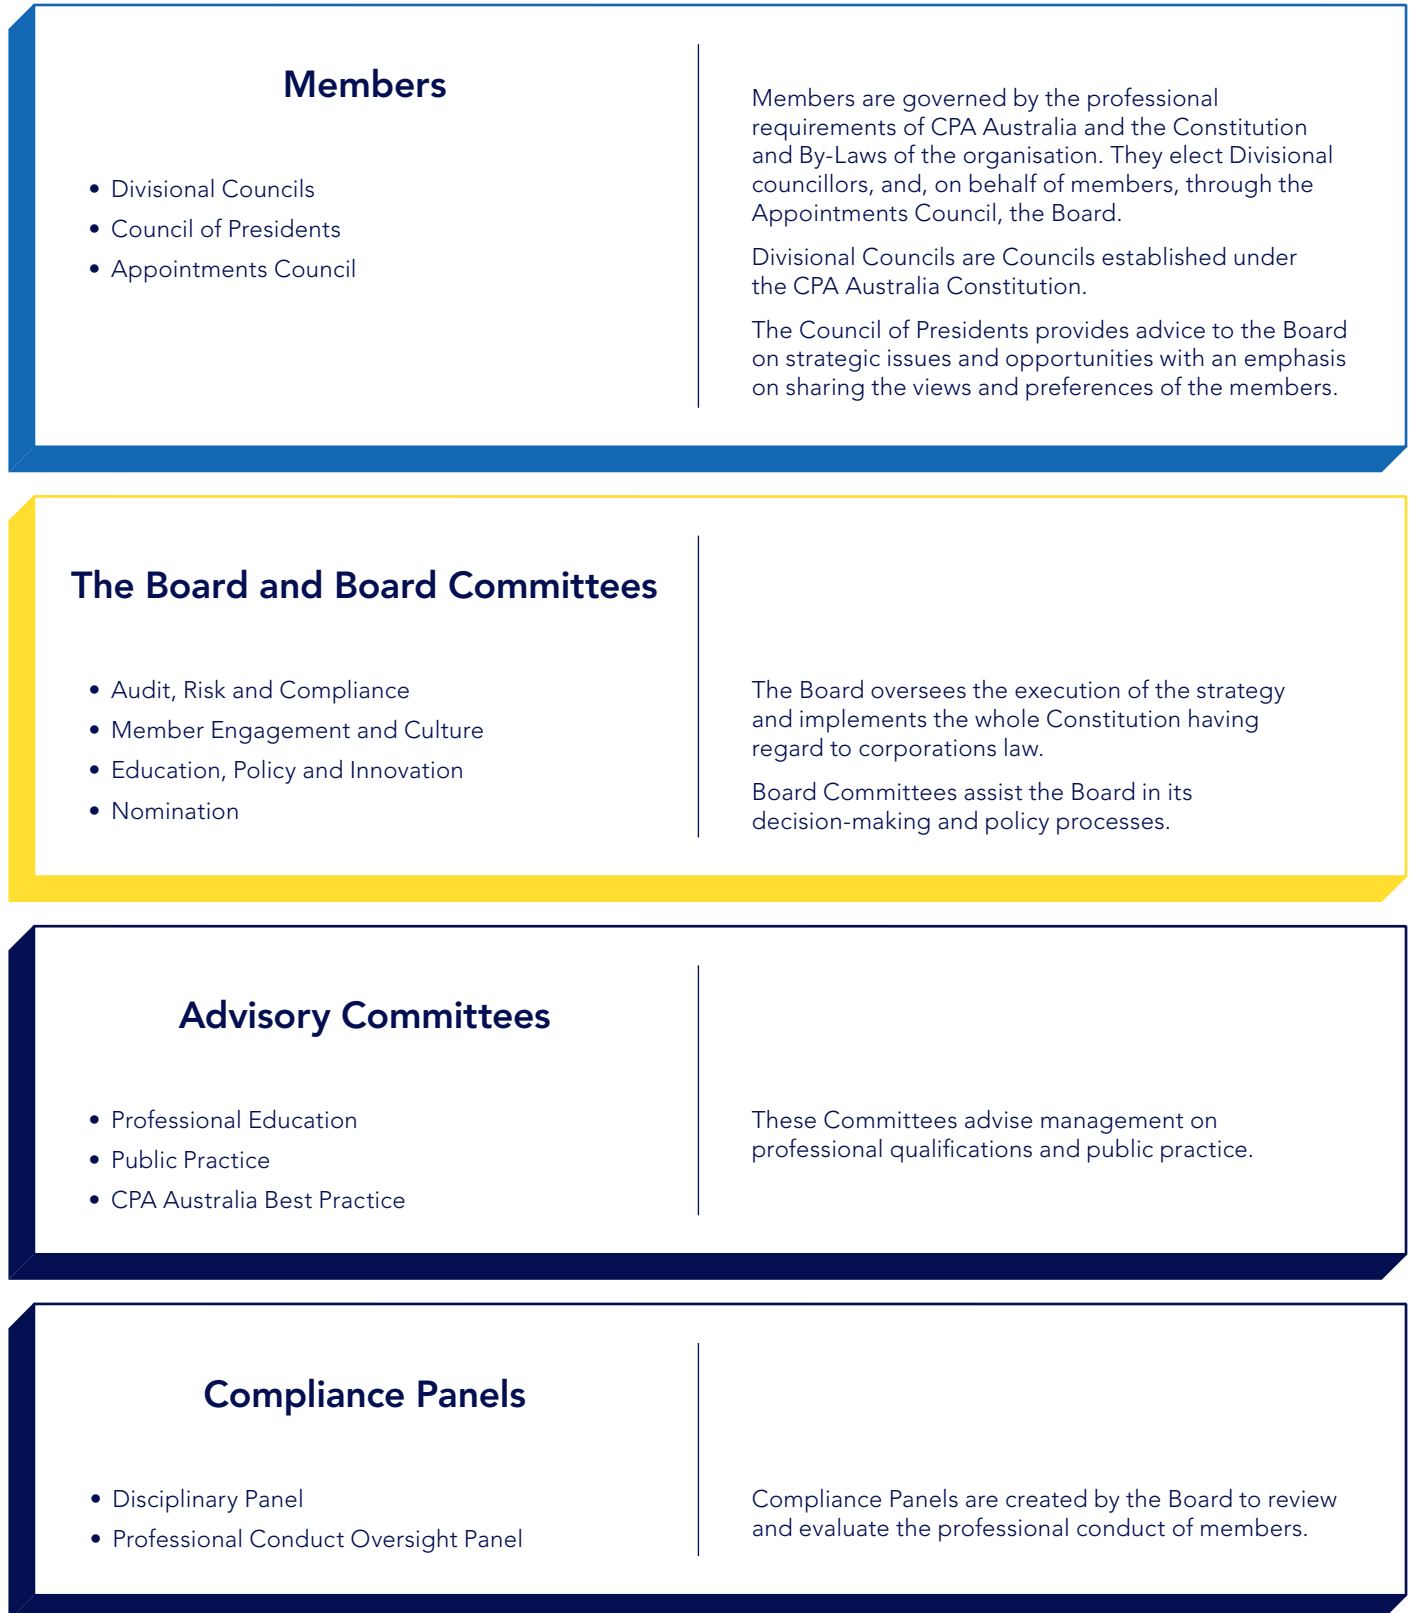 Members
• Divisional Councils
• Council of Presidents
• Appointments Council
Members are governed by the professional
requirements of CPA Australia and the Constitution
and By-Laws of the organisation. They elect Divisional
councillors, and, on behalf of members, through the
Appointments Council, the Board.
Divisional Councils are Councils established under
the CPA Australia Constitution.
The Council of Presidents provides advice to the Board
on strategic issues and opportunities with an emphasis
on sharing the views and preferences of the members.
The Board and Board Committees
• Audit, Risk and Compliance
• Member Engagement and Culture
• Education, Policy and Innovation
• Nomination
The Board oversees the execution of the strategy
and implements the whole Constitution having
regard to corporations law.
Board Committees assist the Board in its
decision-making and policy processes.
Advisory Committees
• Professional Education
• Public Practice
• CPA Australia Best Practice
These Committees advise management on
professional qualifications and public practice.
Compliance Panels
• Disciplinary Panel
• Professional Conduct Oversight Panel
Compliance Panels are created by the Board to review
and evaluate the professional conduct of members.